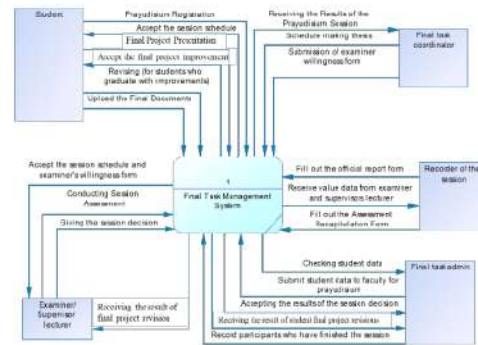 Student
Prayudisium Registration
Accept the session schedule
Final Project Presentation
Accept the final project improvement
Revising (for students who
graduate with improvements)
Upload the Final Documents
Receiving the Results of the
Prayudisium Session
Schedule making thesis
Submission of examiner
willingness form
Final task
coordinator
Accept the session schedule and
examiner's willingness form
Conducting Session
Assessment
Giving the session decision
1
Final Task Management
System
Fill out the official report form
Receive value data from examiner
and supervisors lecturer
Fill out the Assessment
Recapitulation Form
Recorder of the
session
Examiner/
Supervisor
lecturer
Receiving the result of
final project revision
Checking student data
Submit student data to faculty for
prayudisium
Accepting the results of the session decision
Receiving the result of student final project revisions
Record participants who have finished the session
Final task admin